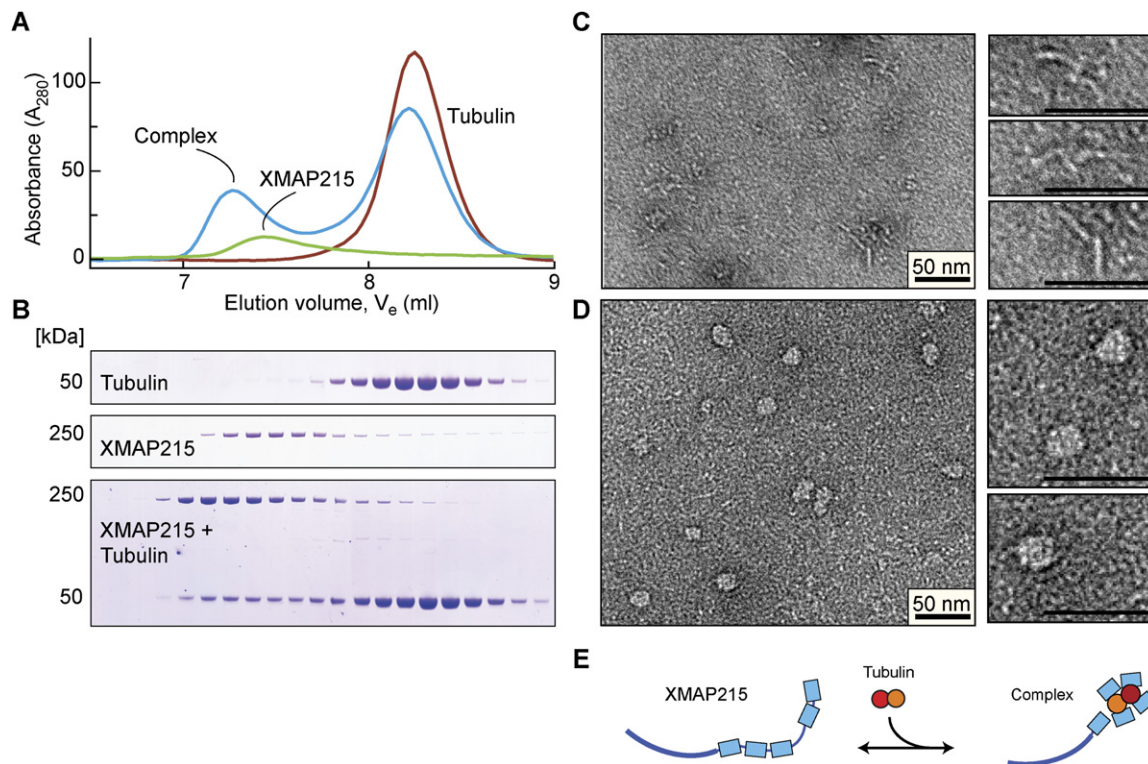 A
Absorbance (A280)
100
50
0
Complex
XMAP215
Tubulin
7
8
9
Elution volume, Ve (ml)
B
[kDa]
50
Tubulin
250
XMAP215
250
XMAP215 +
Tubulin
50
C
50 nm
D
50 nm
E
XMAP215
Tubulin
Complex